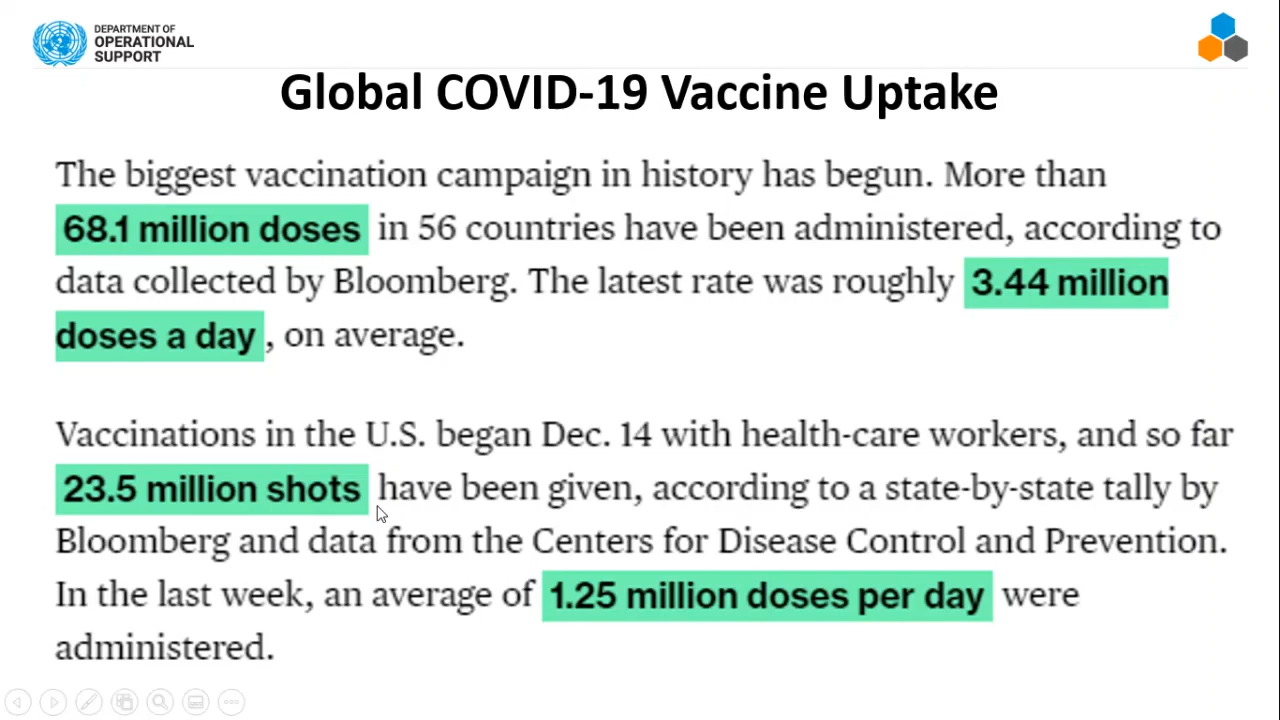 DEPARTMENT OF
OPERATIONAL
SUPPORT
Global COVID-19 Vaccine Uptake
The biggest vaccination campaign in history has begun. More than
68.1 million doses in 56 countries have been administered, according to
data collected by Bloomberg. The latest rate was roughly 3.44 million
doses a day, on average.
Vaccinations in the U.S. began Dec. 14 with health-care workers, and so far
23.5 million shots have been given, according to a state-by-state tally by
Bloomberg and data from the Centers for Disease Control and Prevention.
In the last week, an average of 1.25 million doses per day were
administered.